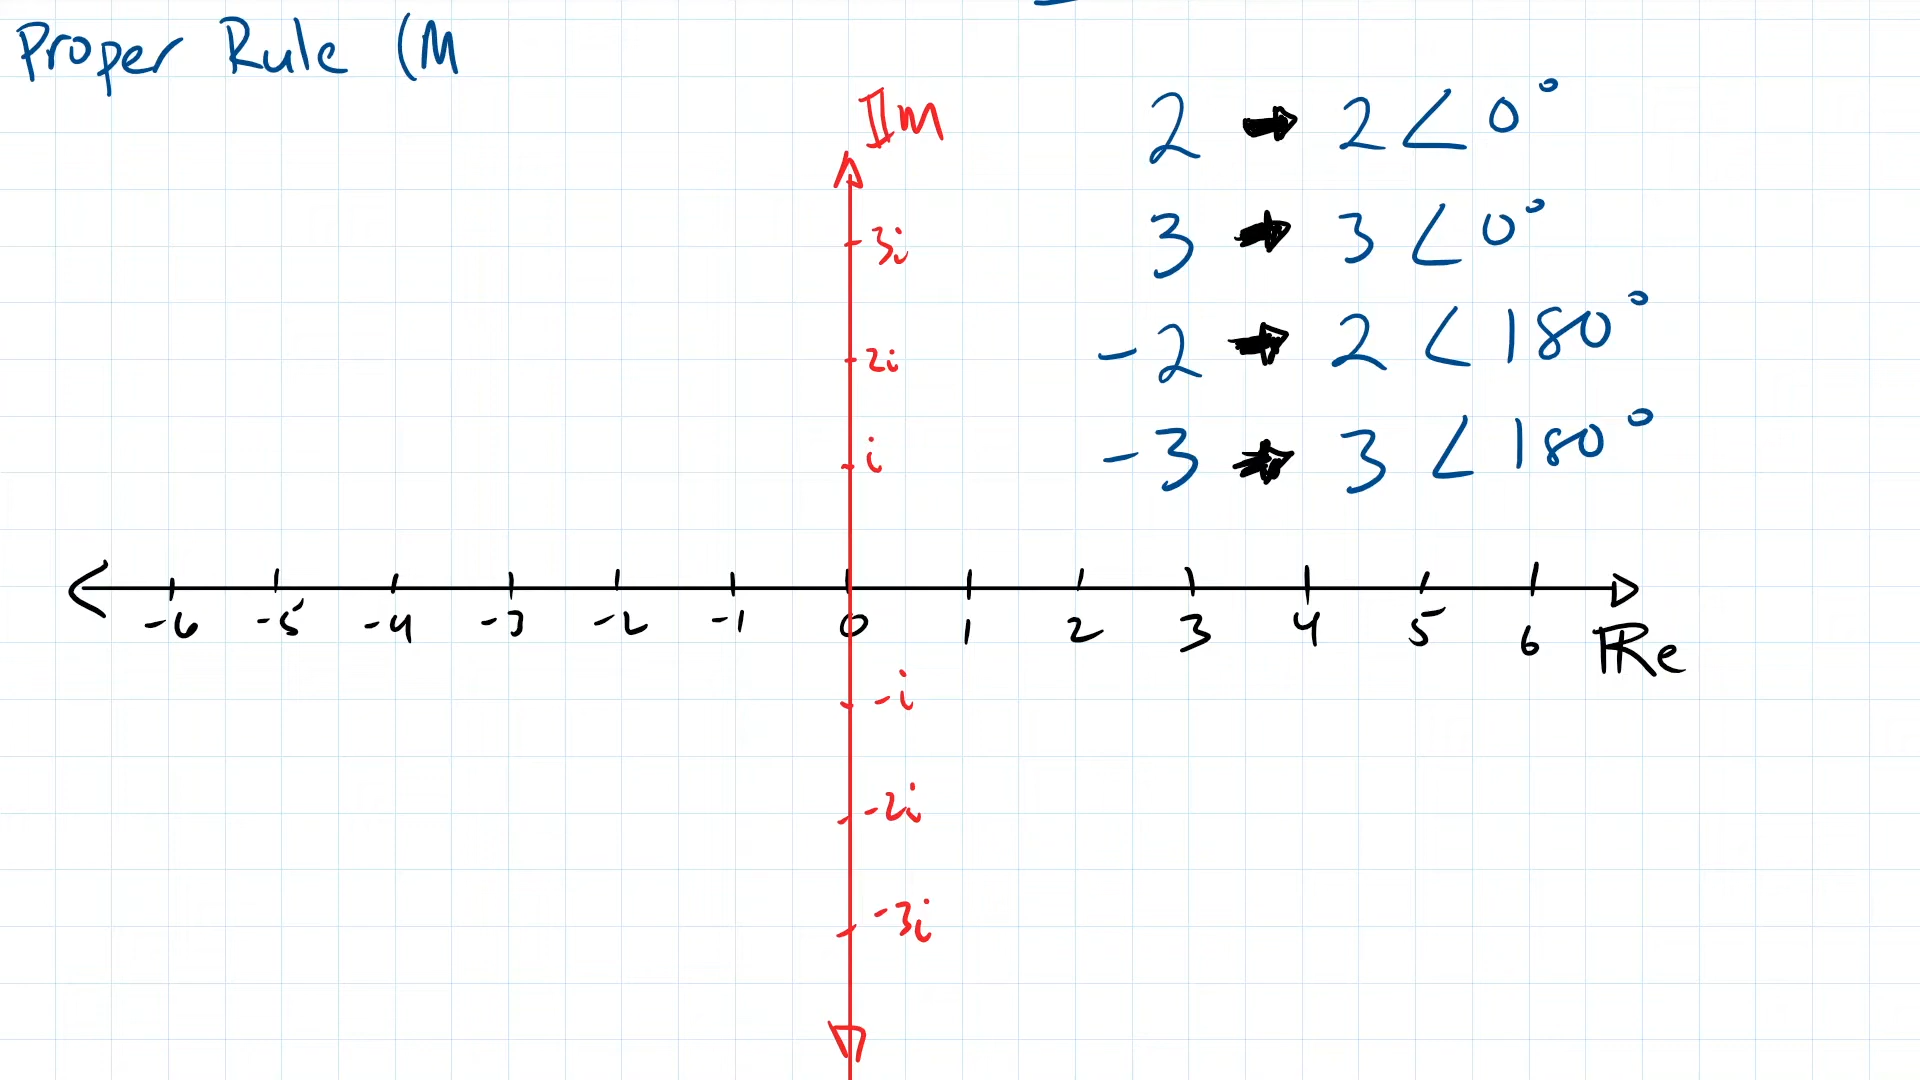 Proper Rule (M
Im
2 → 2 < 0°
3i
3 → 3 < 0°
2i
-2 → 2 < 180°
i
-3 → 3 < 180°
-6 -5 -4 -3 -2 -1 0 1 2 3 4 5 6
Re
-i
-2i
-3i